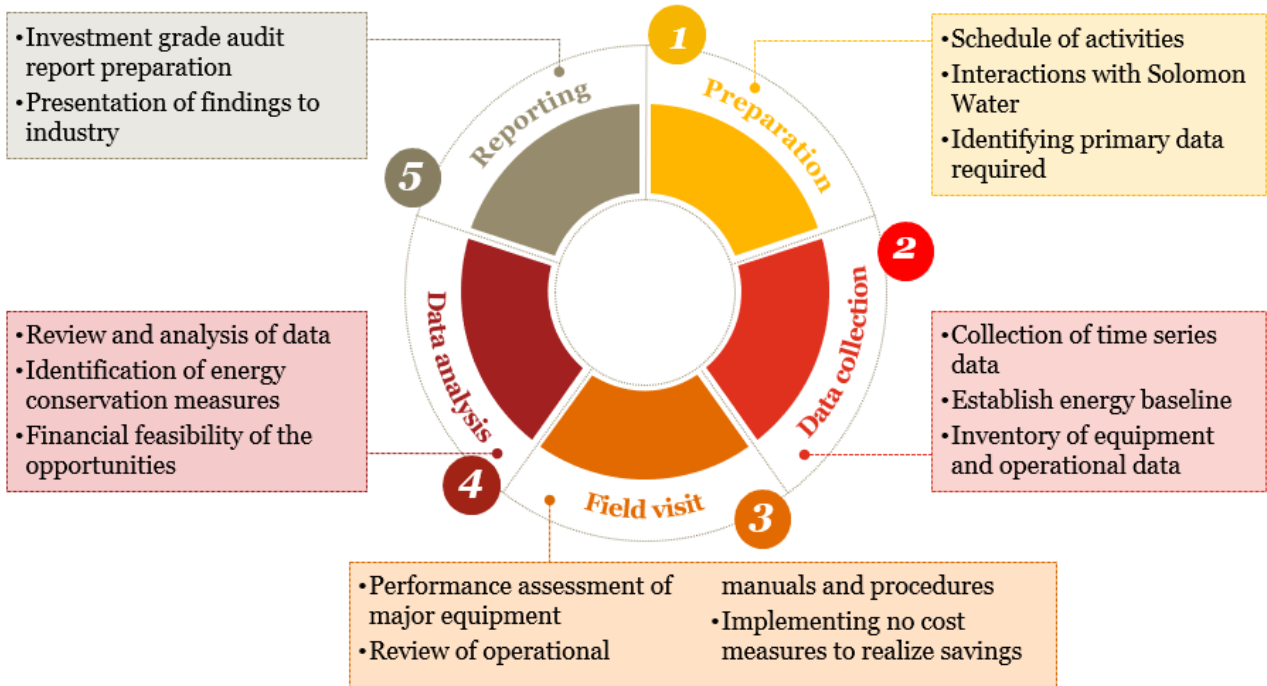 1
Preparation
• Schedule of activities
• Interactions with Solomon
Water
• Identifying primary data
required
2
Data collection
• Collection of time series
data
• Establish energy baseline
• Inventory of equipment
and operational data
3
Field visit
• Performance assessment of
major equipment
• Review of operational
manuals and procedures
• Implementing no cost
measures to realize savings
4
Data analysis
• Review and analysis of data
• Identification of energy
conservation measures
• Financial feasibility of the
opportunities
5
Reporting
• Investment grade audit
report preparation
• Presentation of findings to
industry